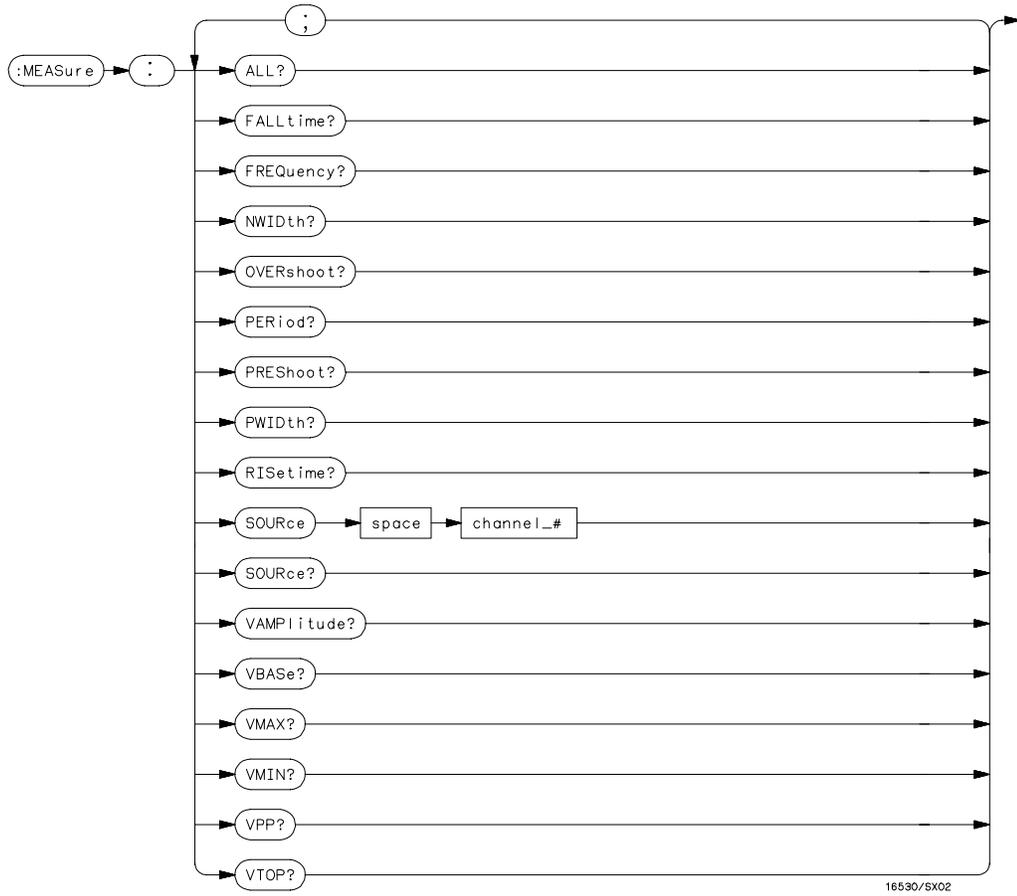 ;
:MEASure : ALL?
FALLtime?
FREQuency?
NWIDth?
OVERshoot?
PERiod?
PREShoot?
PWIDth?
RISetime?
SOURce space channel_#
SOURce?
VAMPlitude?
VBASe?
VMAX?
VMIN?
VPP?
VTOP?
16530/SX02